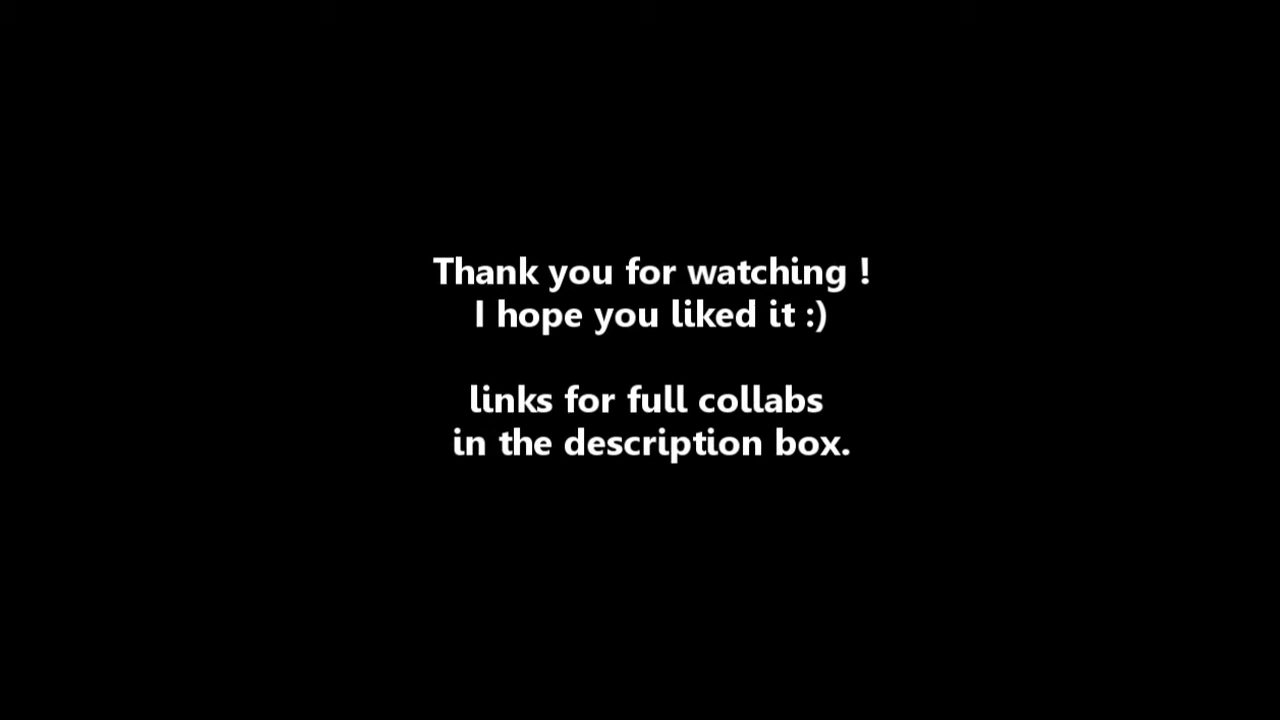 Thank you for watching !
I hope you liked it :)
links for full collabs
in the description box.